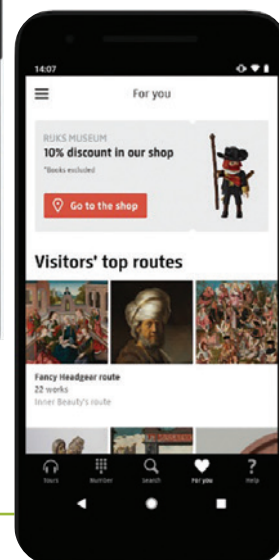 14:07
For you
RIJKS MUSEUM
10% discount in our shop
*Books excluded
Go to the shop
Visitors' top routes
Fancy Headgear route
22 works
Inner Beauty's route
Tours
Number
Search
For you
Help